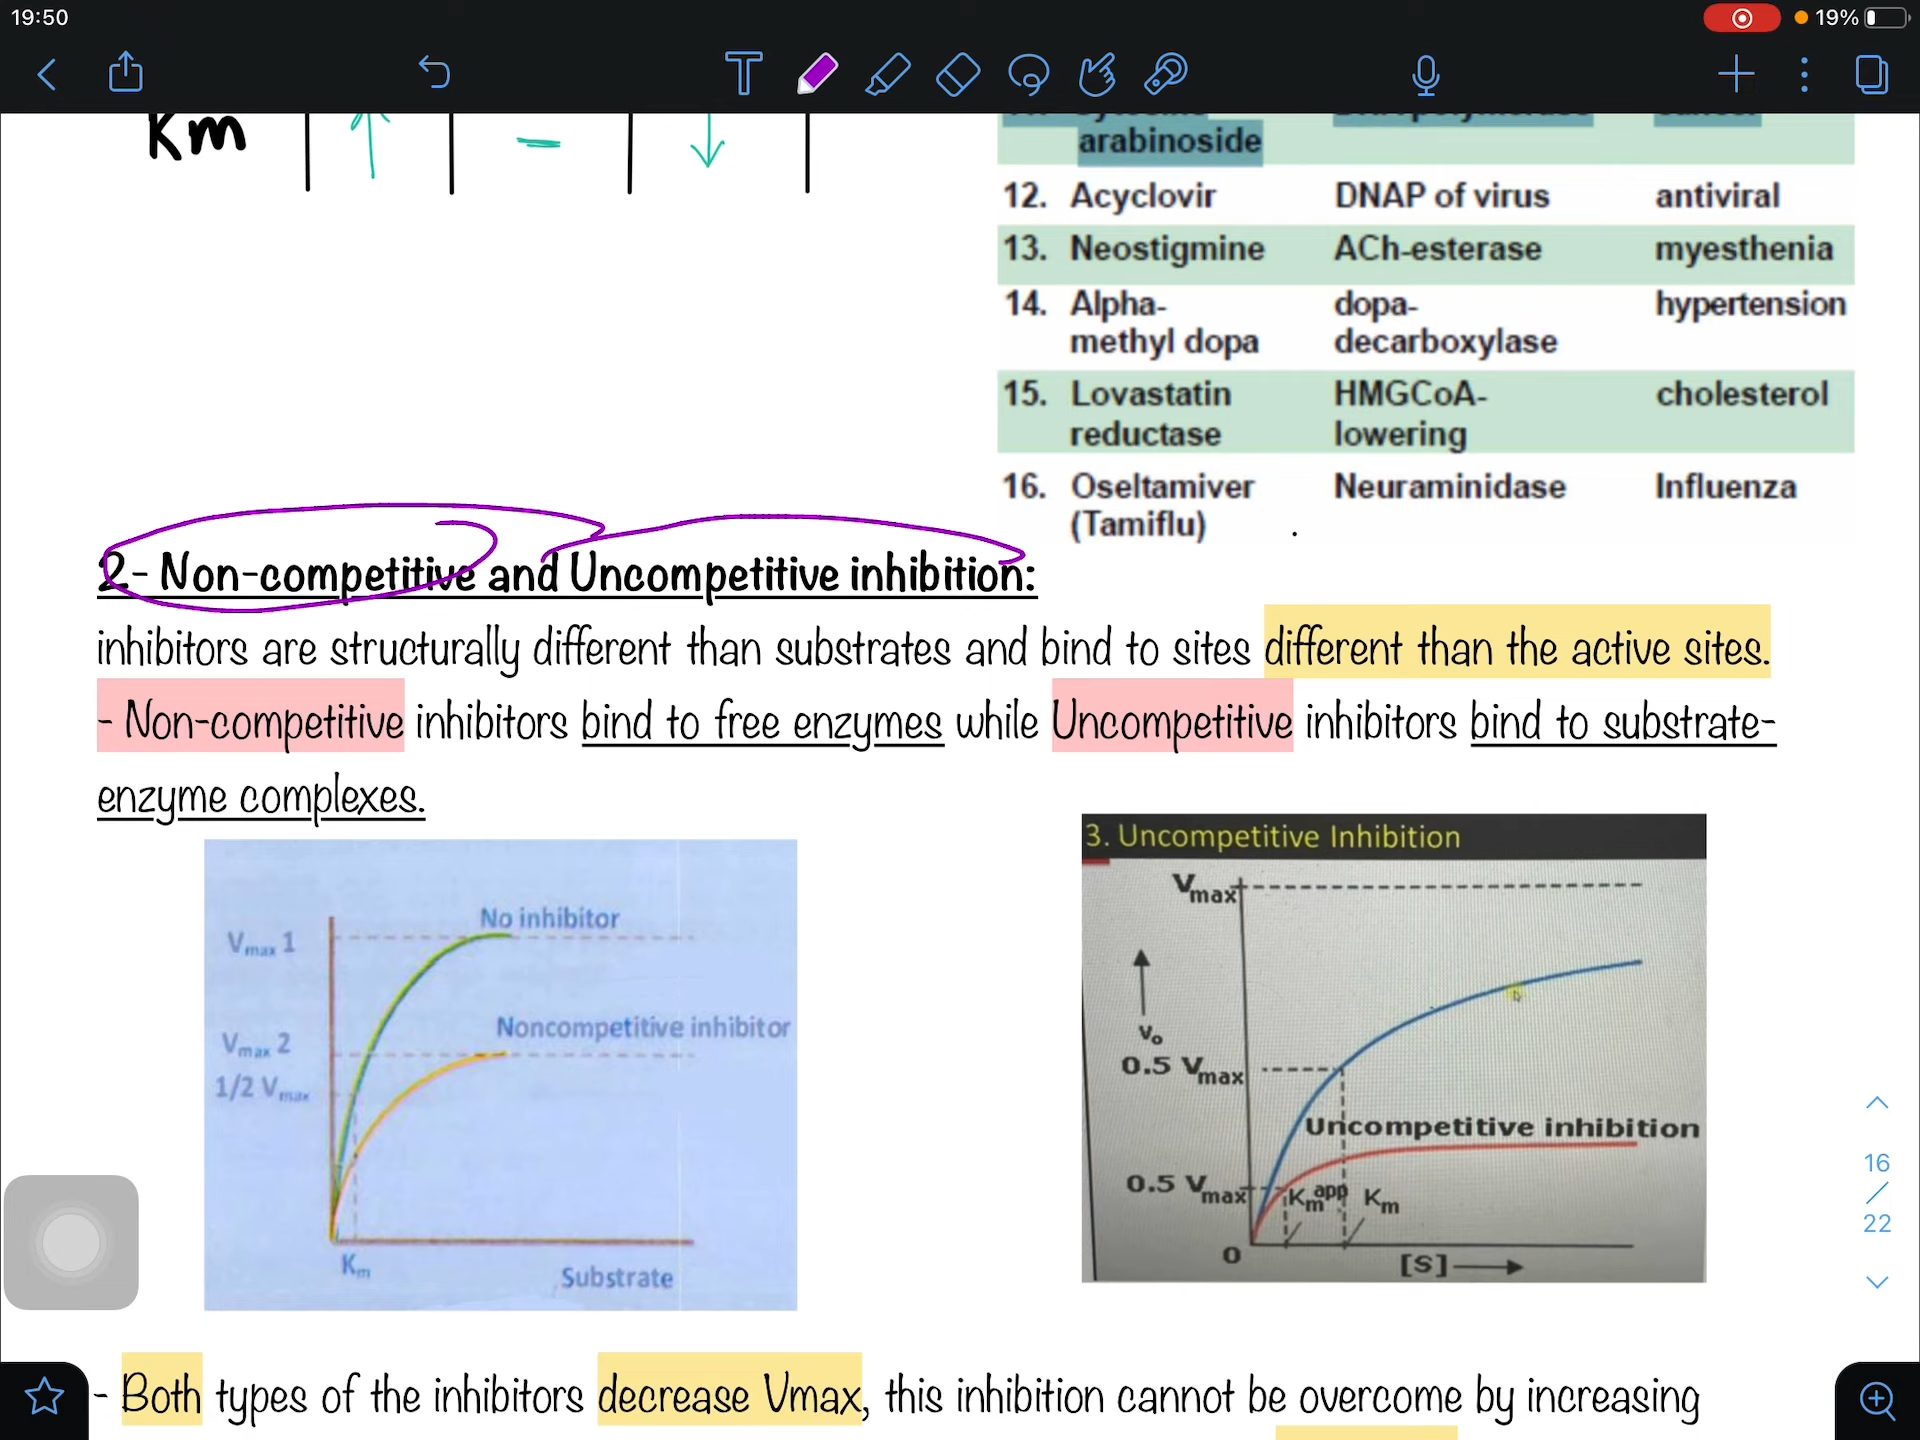 19:50
19%
T
Km ↑ = ↓
arabinoside
12. Acyclovir DNAP of virus antiviral
13. Neostigmine ACh-esterase myesthenia
14. Alpha- dopa- hypertension
methyl dopa decarboxylase
15. Lovastatin HMGCoA- cholesterol
reductase lowering
16. Oseltamiver Neuraminidase Influenza
(Tamiflu)
2- Non-competitive and Uncompetitive inhibition:
inhibitors are structurally different than substrates and bind to sites different than the active sites.
- Non-competitive inhibitors bind to free enzymes while Uncompetitive inhibitors bind to substrate-
enzyme complexes.
No inhibitor
Vmax 1
Noncompetitive inhibitor
Vmax 2
1/2 Vmax
Km
Substrate
3. Uncompetitive Inhibition
Vmax
vo
0.5 Vmax
Uncompetitive inhibition
0.5 Vmax
Km app Km
0
[S]
16
/
22
- Both types of the inhibitors decrease Vmax, this inhibition cannot be overcome by increasing